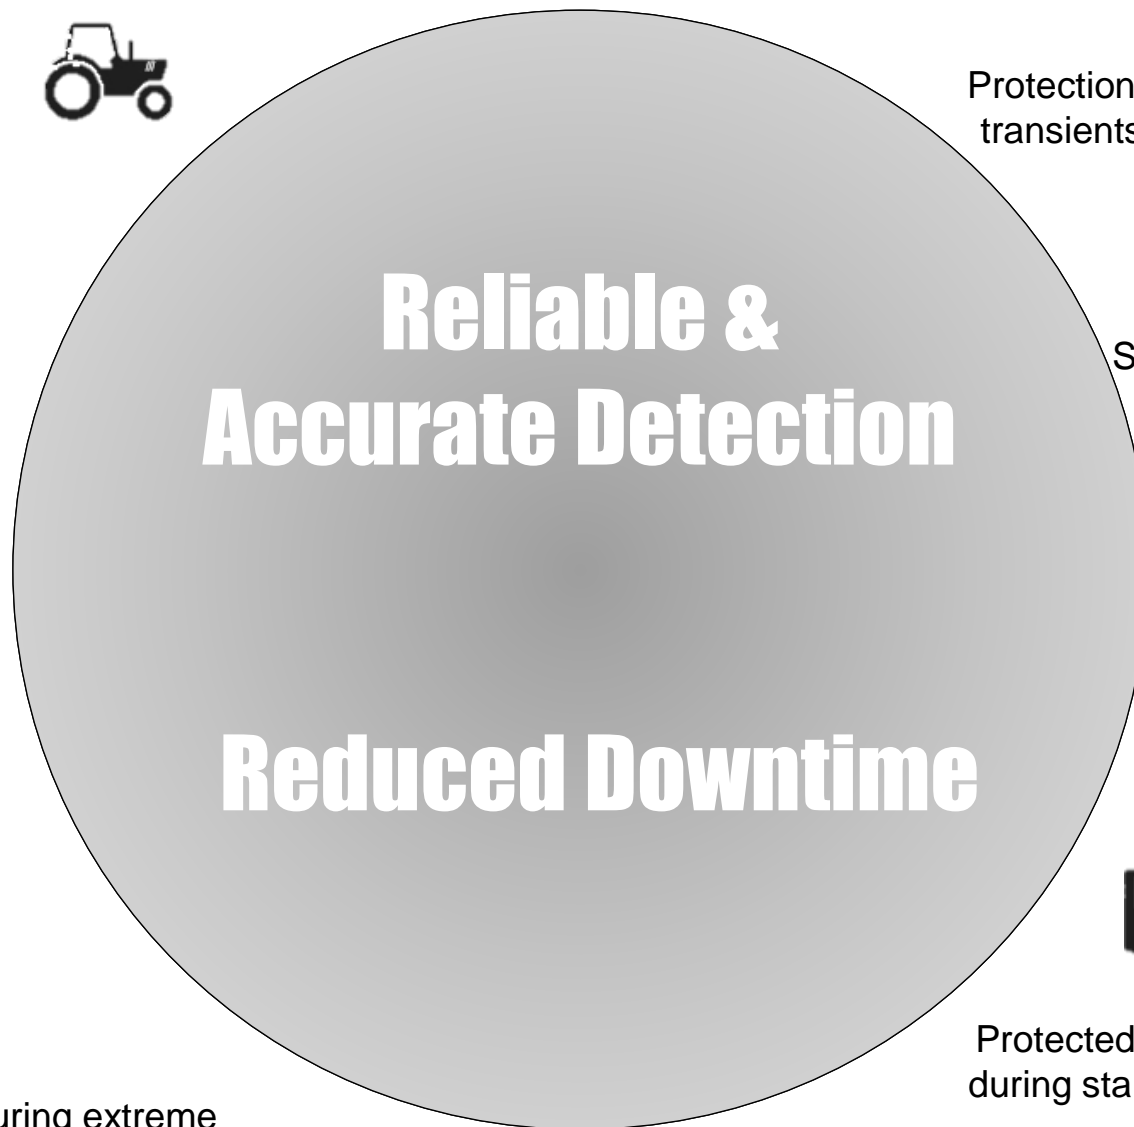 Protection
transients
Reliable &
Accurate Detection
Reduced Downtime
Protected
during sta
uring extreme